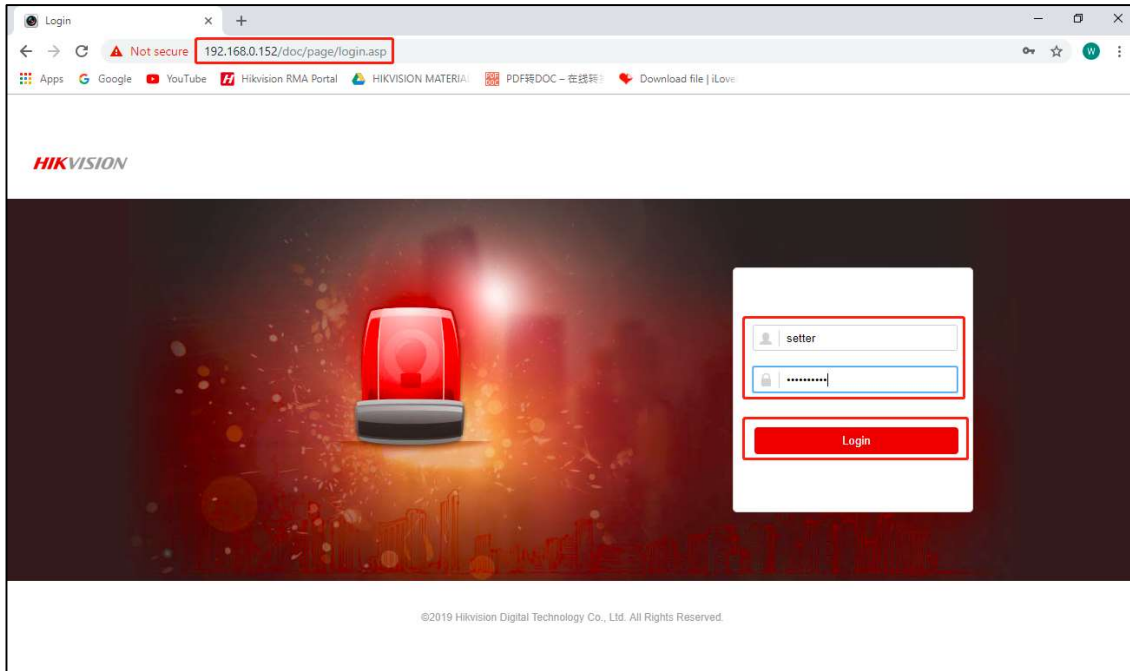 Login
Not secure 192.168.0.152/doc/page/login.asp
W
Apps Google YouTube Hikvision RMA Portal HIKVISION MATERIA PDF转DOC – 在线转 Download file | iLove
HIKVISION
setter
••••••••••
Login
©2019 Hikvision Digital Technology Co., Ltd. All Rights Reserved.